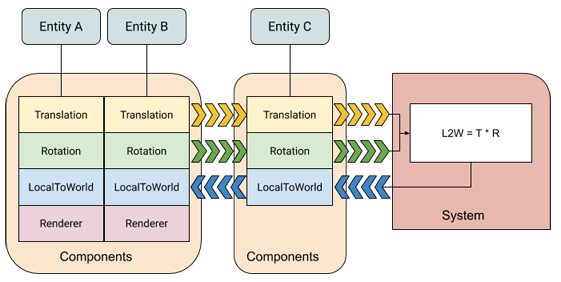 Entity A
Entity B
Entity C
Translation
Translation
Translation
Rotation
Rotation
Rotation
LocalToWorld
LocalToWorld
LocalToWorld
Renderer
Renderer
Components
Components
L2W = T * R
System